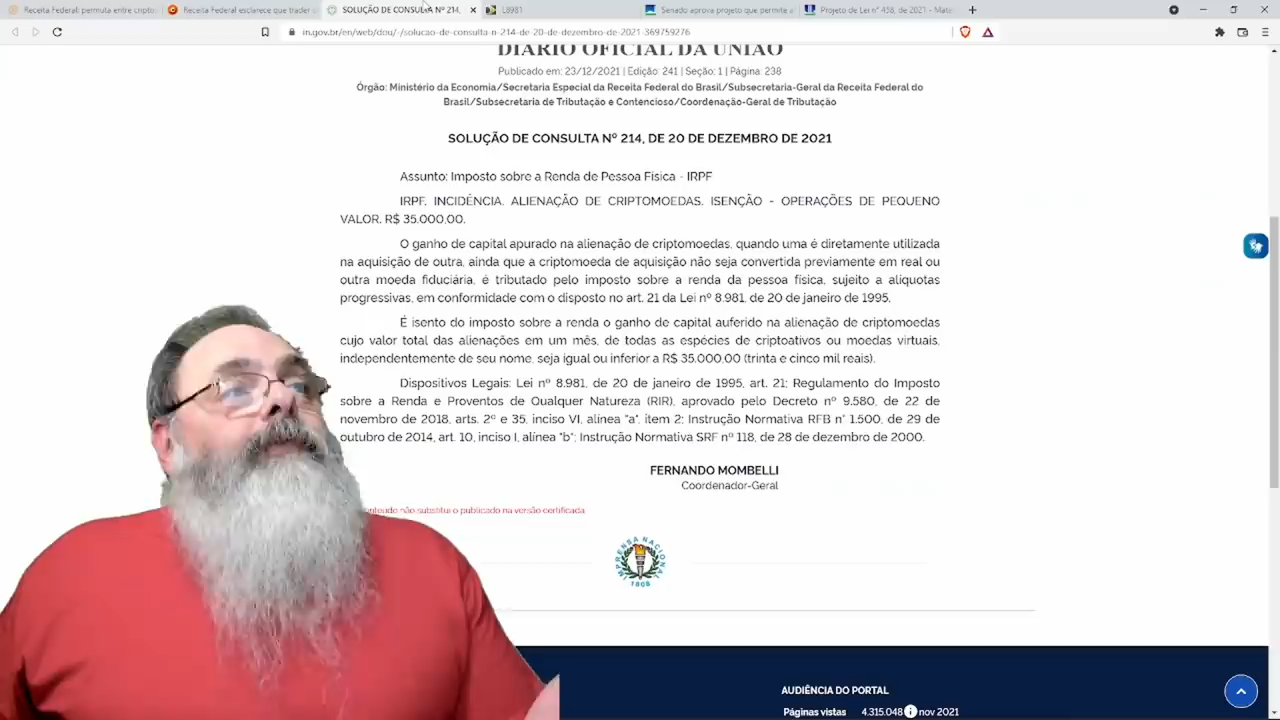 Receita Federal: permuta entre cripto
Receita Federal esclarece que trader
SOLUÇÃO DE CONSULTA Nº 214,
L8981
Senado aprova projeto que permite a
Projeto de Lei n° 458, de 2021 - Mat
in.gov.br/en/web/dou/-/solucao-de-consulta-n-214-de-20-de-dezembro-de-2021-369759276
DIÁRIO OFICIAL DA UNIÃO
Publicado em: 23/12/2021 | Edição: 241 | Seção: 1 | Página: 238
Órgão: Ministério da Economia/Secretaria Especial da Receita Federal do Brasil/Subsecretaria-Geral da Receita Federal do
Brasil/Subsecretaria de Tributação e Contencioso/Coordenação-Geral de Tributação
SOLUÇÃO DE CONSULTA Nº 214, DE 20 DE DEZEMBRO DE 2021
Assunto: Imposto sobre a Renda de Pessoa Física - IRPF
IRPF. INCIDÊNCIA. ALIENAÇÃO DE CRIPTOMOEDAS. ISENÇÃO - OPERAÇÕES DE PEQUENO
VALOR. R$ 35.000,00.
O ganho de capital apurado na alienação de criptomoedas, quando uma é diretamente utilizada
na aquisição de outra, ainda que a criptomoeda de aquisição não seja convertida previamente em real ou
outra moeda fiduciária, é tributado pelo imposto sobre a renda da pessoa física, sujeito a alíquotas
progressivas, em conformidade com o disposto no art. 21 da Lei nº 8.981, de 20 de janeiro de 1995.
É isento do imposto sobre a renda o ganho de capital auferido na alienação de criptomoedas
cujo valor total das alienações em um mês, de todas as espécies de criptoativos ou moedas virtuais,
independentemente de seu nome, seja igual ou inferior a R$ 35.000,00 (trinta e cinco mil reais).
Dispositivos Legais: Lei nº 8.981, de 20 de janeiro de 1995, art. 21; Regulamento do Imposto
sobre a Renda e Proventos de Qualquer Natureza (RIR), aprovado pelo Decreto nº 9.580, de 22 de
novembro de 2018, arts. 2º e 35, inciso VI, alínea "a", item 2; Instrução Normativa RFB n° 1.500, de 29 de
outubro de 2014, art. 10, inciso I, alínea "b"; Instrução Normativa SRF nº 118, de 28 de dezembro de 2000.
FERNANDO MOMBELLI
Coordenador-Geral
não substitui o publicado na versão certificada.
IMPRENSA NACIONAL
1808
AUDIÊNCIA DO PORTAL
Páginas vistas 4.315.048 nov 2021